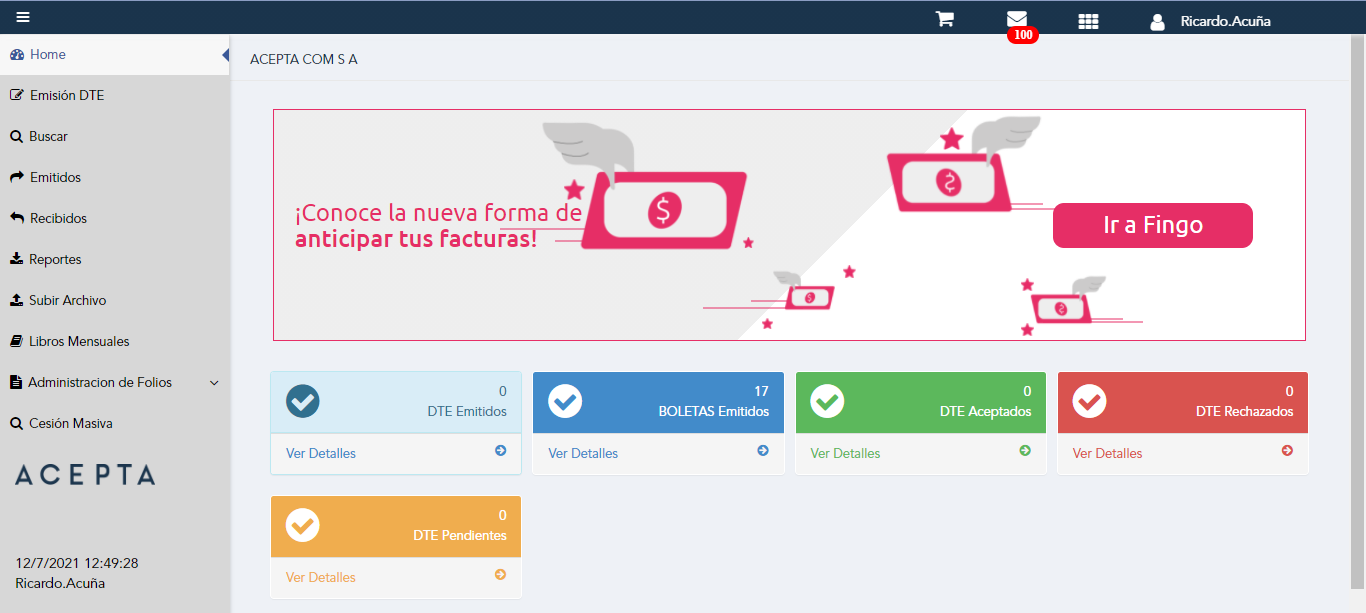 Ricardo.Acuña
100
Home
ACEPTA COM S A
Emisión DTE
Buscar
Emitidos
Recibidos
Reportes
Subir Archivo
Libros Mensuales
Administracion de Folios
Cesión Masiva
ACEPTA
12/7/2021 12:49:28
Ricardo.Acuña
¡Conoce la nueva forma de
anticipar tus facturas!
Ir a Fingo
0
DTE Emitidos
Ver Detalles
17
BOLETAS Emitidos
Ver Detalles
0
DTE Aceptados
Ver Detalles
0
DTE Rechazados
Ver Detalles
0
DTE Pendientes
Ver Detalles